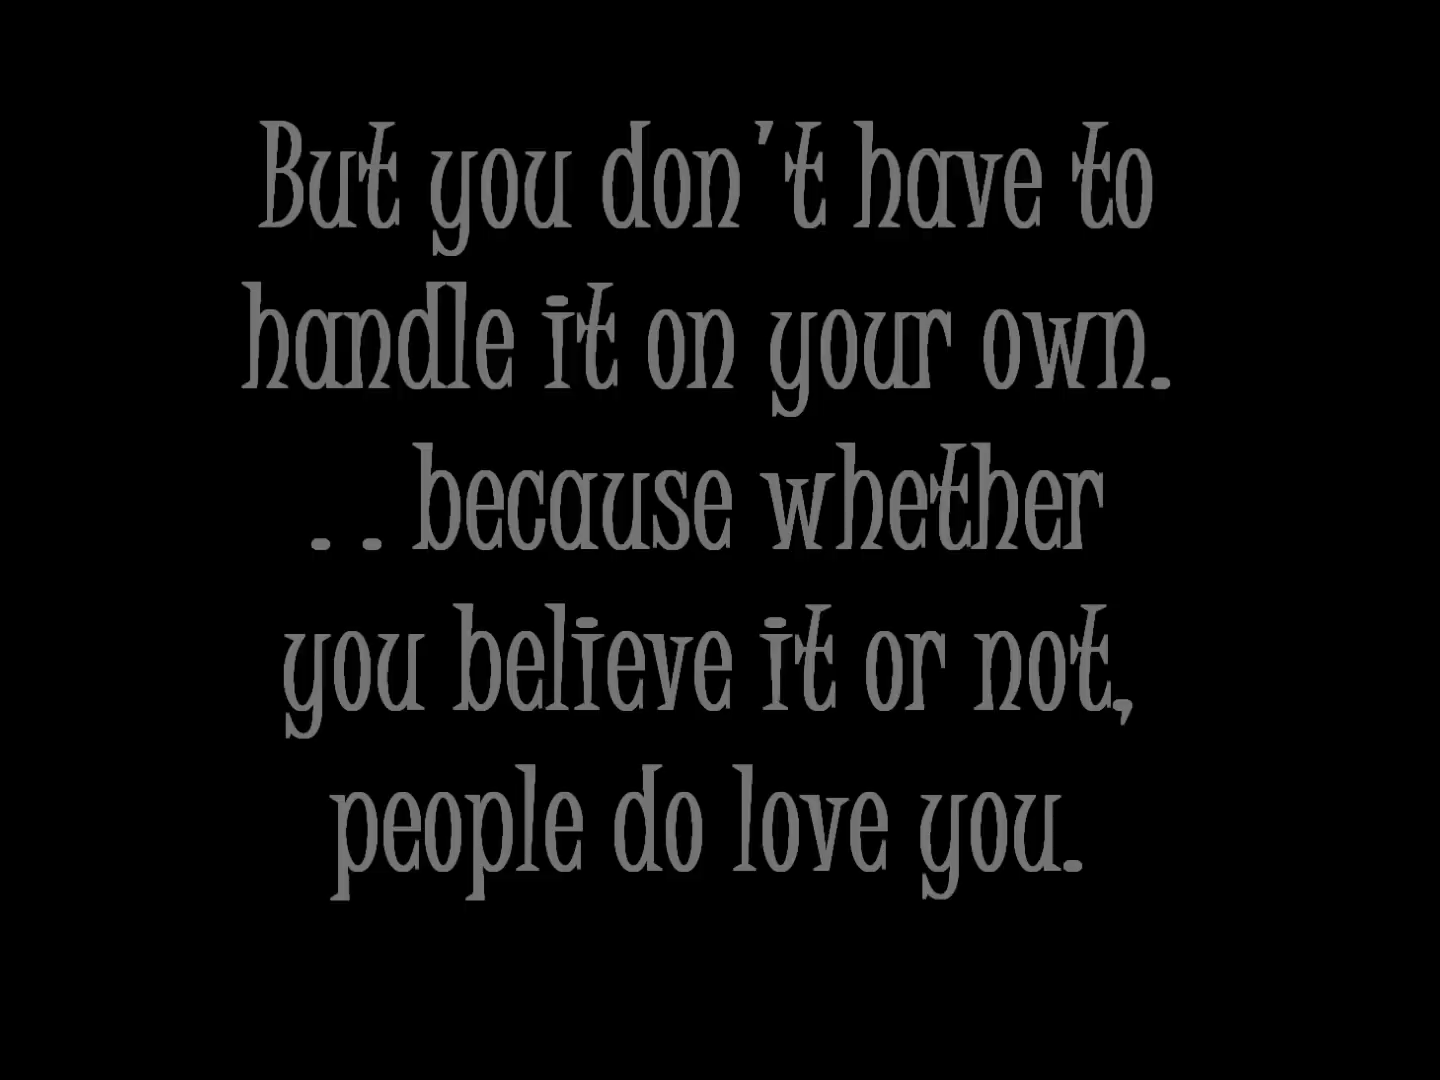 But you don't have to
handle it on your own.
. . because whether
you believe it or not,
people do love you.